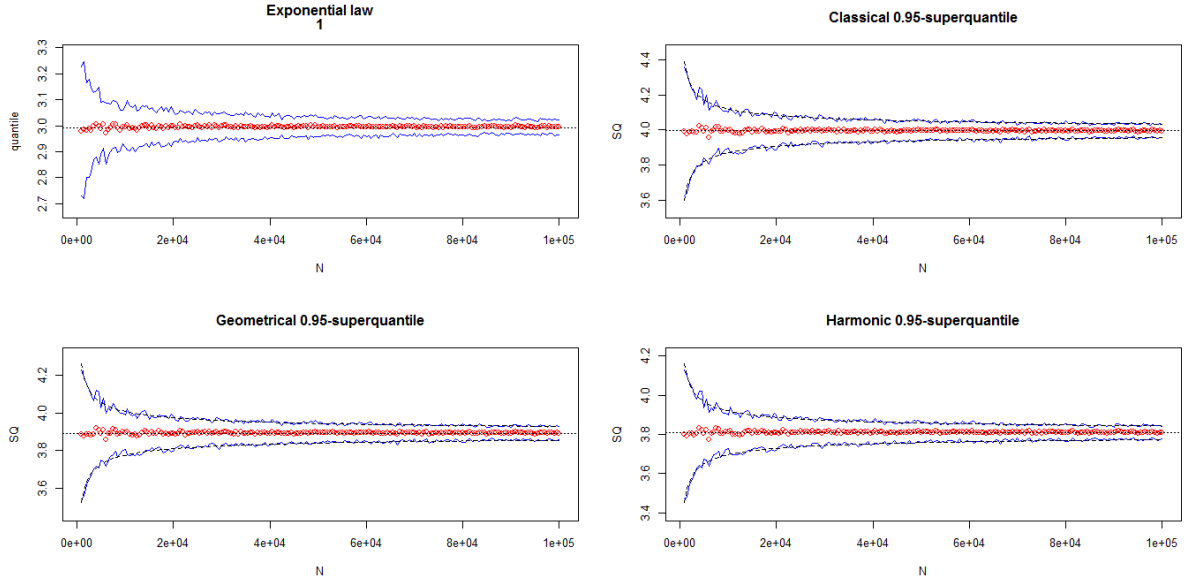 Exponential law
1
quantile
3.3
3.2
3.1
3.0
2.9
2.8
2.7
0e+00 2e+04 4e+04 6e+04 8e+04 1e+05
N
Classical 0.95-superquantile
SQ
4.4
4.2
4.0
3.8
3.6
0e+00 2e+04 4e+04 6e+04 8e+04 1e+05
N
Geometrical 0.95-superquantile
SQ
4.2
4.0
3.8
3.6
0e+00 2e+04 4e+04 6e+04 8e+04 1e+05
N
Harmonic 0.95-superquantile
SQ
4.2
4.0
3.8
3.6
3.4
0e+00 2e+04 4e+04 6e+04 8e+04 1e+05
N